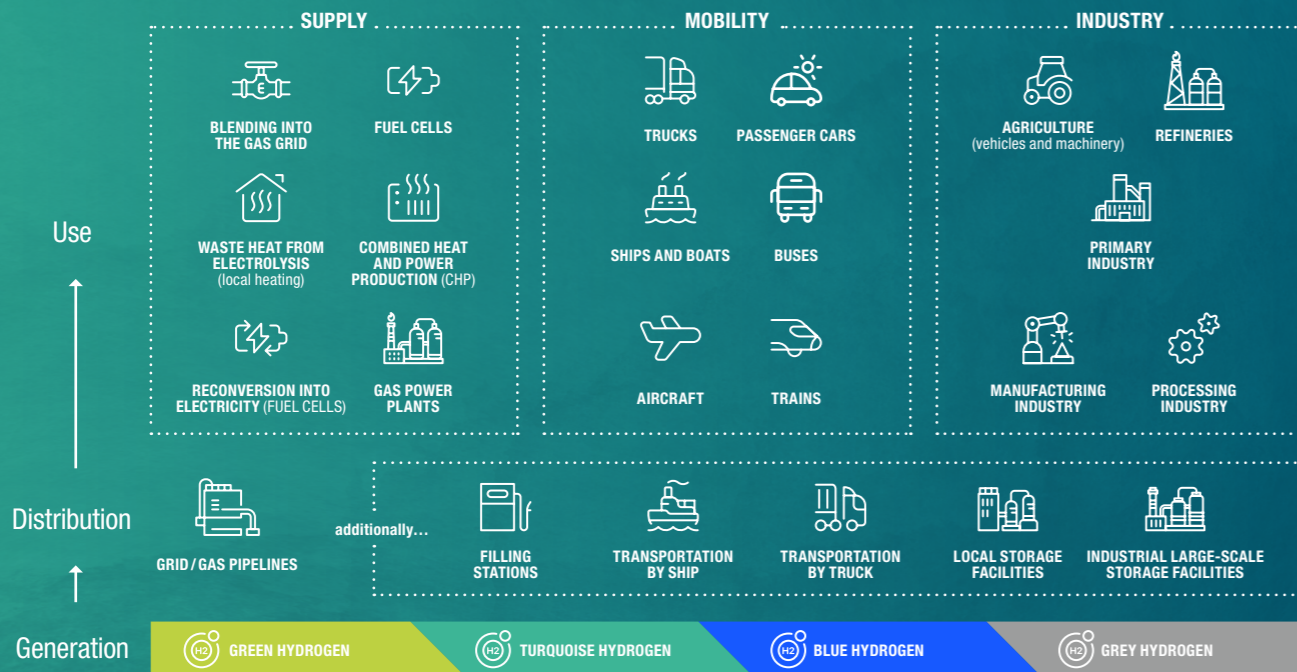 SUPPLY
BLENDING INTO
THE GAS GRID
FUEL CELLS
WASTE HEAT FROM
ELECTROLYSIS
(local heating)
COMBINED HEAT
AND POWER
PRODUCTION (CHP)
RECONVERSION INTO
ELECTRICITY (FUEL CELLS)
GAS POWER
PLANTS
MOBILITY
TRUCKS
PASSENGER CARS
SHIPS AND BOATS
BUSES
AIRCRAFT
TRAINS
INDUSTRY
AGRICULTURE
(vehicles and machinery)
REFINERIES
PRIMARY
INDUSTRY
MANUFACTURING
INDUSTRY
PROCESSING
INDUSTRY
Use
Distribution
GRID / GAS PIPELINES
additionally...
FILLING
STATIONS
TRANSPORTATION
BY SHIP
TRANSPORTATION
BY TRUCK
LOCAL STORAGE
FACILITIES
INDUSTRIAL LARGE-SCALE
STORAGE FACILITIES
Generation
H2 GREEN HYDROGEN
H2 TURQUOISE HYDROGEN
H2 BLUE HYDROGEN
H2 GREY HYDROGEN